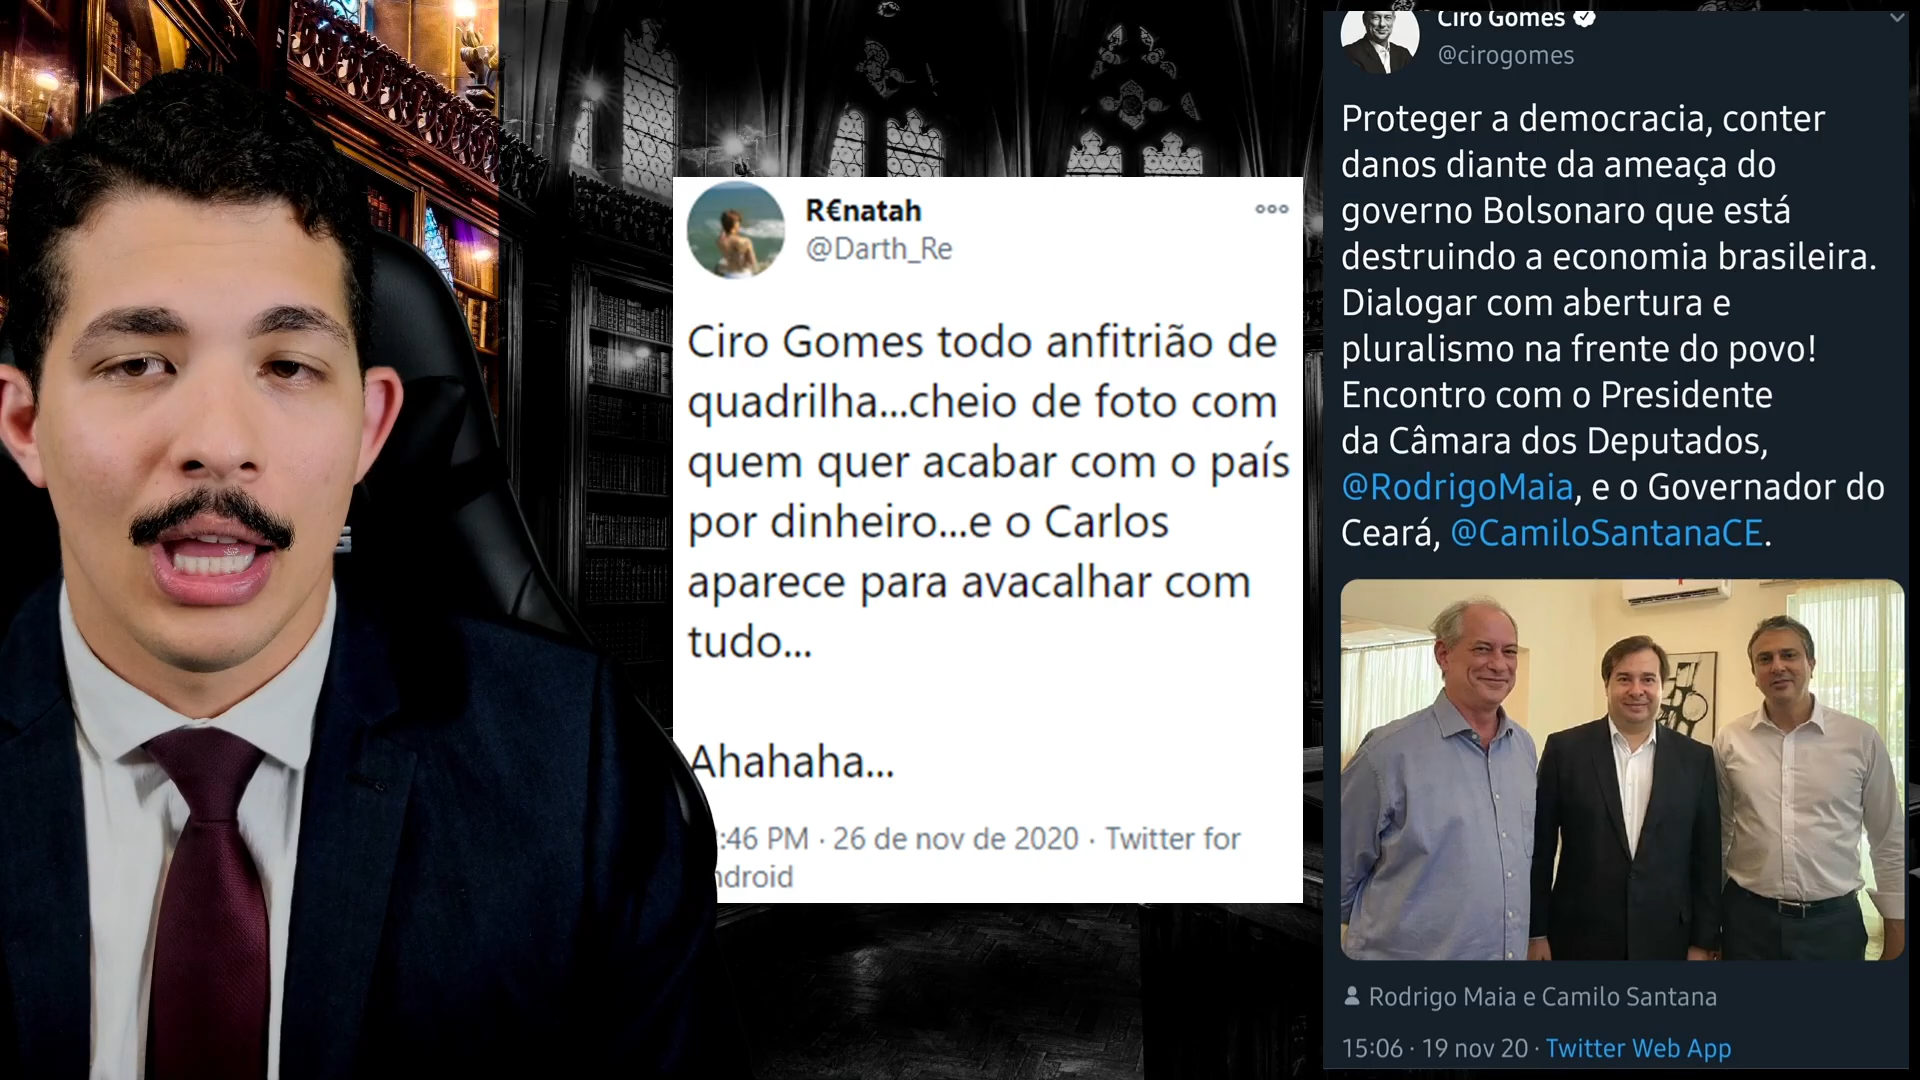 R€natah
@Darth_Re
Ciro Gomes todo anfitrião de
quadrilha...cheio de foto com
quem quer acabar com o país
por dinheiro...e o Carlos
aparece para avacalhar com
tudo...
Ahahaha...
:46 PM · 26 de nov de 2020 · Twitter for
ndroid
Ciro Gomes
@cirogomes
Proteger a democracia, conter
danos diante da ameaça do
governo Bolsonaro que está
destruindo a economia brasileira.
Dialogar com abertura e
pluralismo na frente do povo!
Encontro com o Presidente
da Câmara dos Deputados,
@RodrigoMaia, e o Governador do
Ceará, @CamiloSantanaCE.
Rodrigo Maia e Camilo Santana
15:06 · 19 nov 20 · Twitter Web App